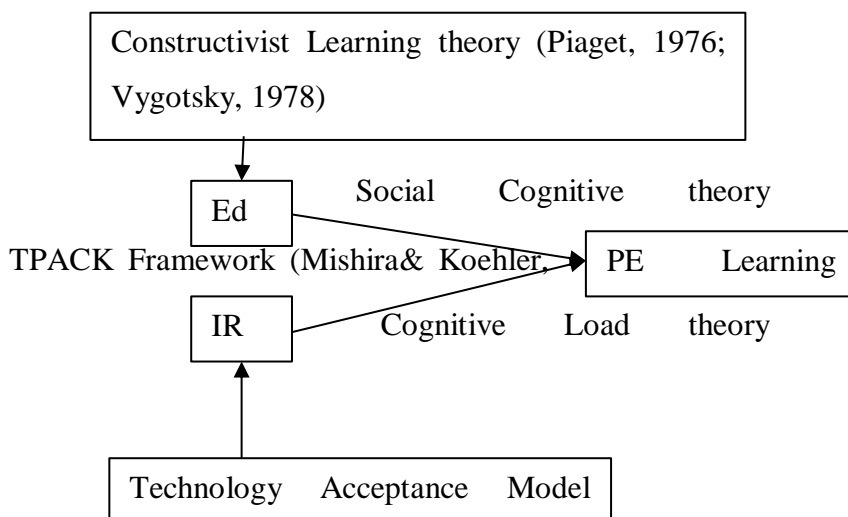 Constructivist Learning theory (Piaget, 1976;
Vygotsky, 1978)
Ed
Social Cognitive theory
TPACK Framework (Mishira& Koehler,
PE Learning
IR
Cognitive Load theory
Technology Acceptance Model